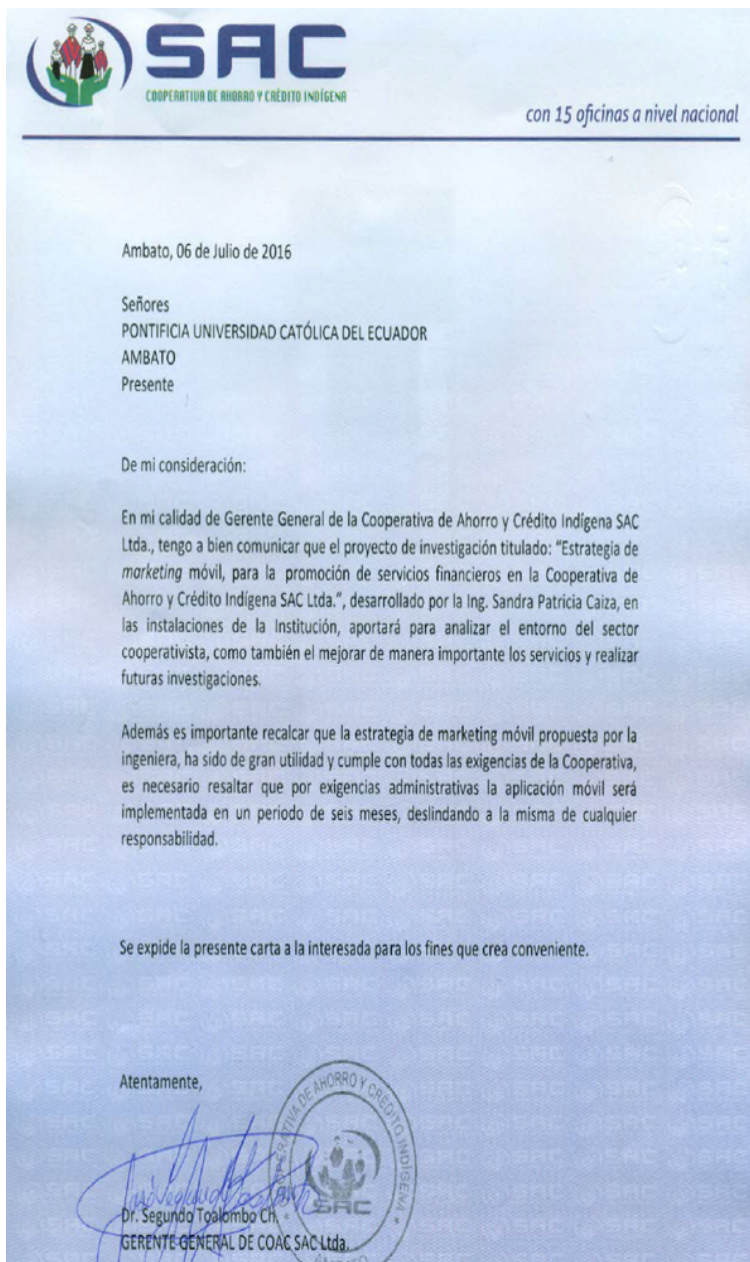 SAC
COOPERATIVA DE AHORRO Y CRÉDITO INDÍGENA
con 15 oficinas a nivel nacional
Ambato, 06 de Julio de 2016
Señores
PONTIFICIA UNIVERSIDAD CATÓLICA DEL ECUADOR
AMBATO
Presente
De mi consideración:
En mi calidad de Gerente General de la Cooperativa de Ahorro y Crédito Indígena SAC
Ltda., tengo a bien comunicar que el proyecto de investigación titulado: “Estrategia de
marketing móvil, para la promoción de servicios financieros en la Cooperativa de
Ahorro y Crédito Indígena SAC Ltda.”, desarrollado por la Ing. Sandra Patricia Caiza, en
las instalaciones de la Institución, aportará para analizar el entorno del sector
cooperativista, como también el mejorar de manera importante los servicios y realizar
futuras investigaciones.
Además es importante recalcar que la estrategia de marketing móvil propuesta por la
ingeniera, ha sido de gran utilidad y cumple con todas las exigencias de la Cooperativa,
es necesario resaltar que por exigencias administrativas la aplicación móvil será
implementada en un periodo de seis meses, deslindando a la misma de cualquier
responsabilidad.
Se expide la presente carta a la interesada para los fines que crea conveniente.
Atentamente,
COOPERATIVA DE AHORRO Y CREDITO INDÍGENA
SAC
AMBATO
Dr. Segundo Toalombo Ch.
GERENTE GENERAL DE COAC SAC Ltda.